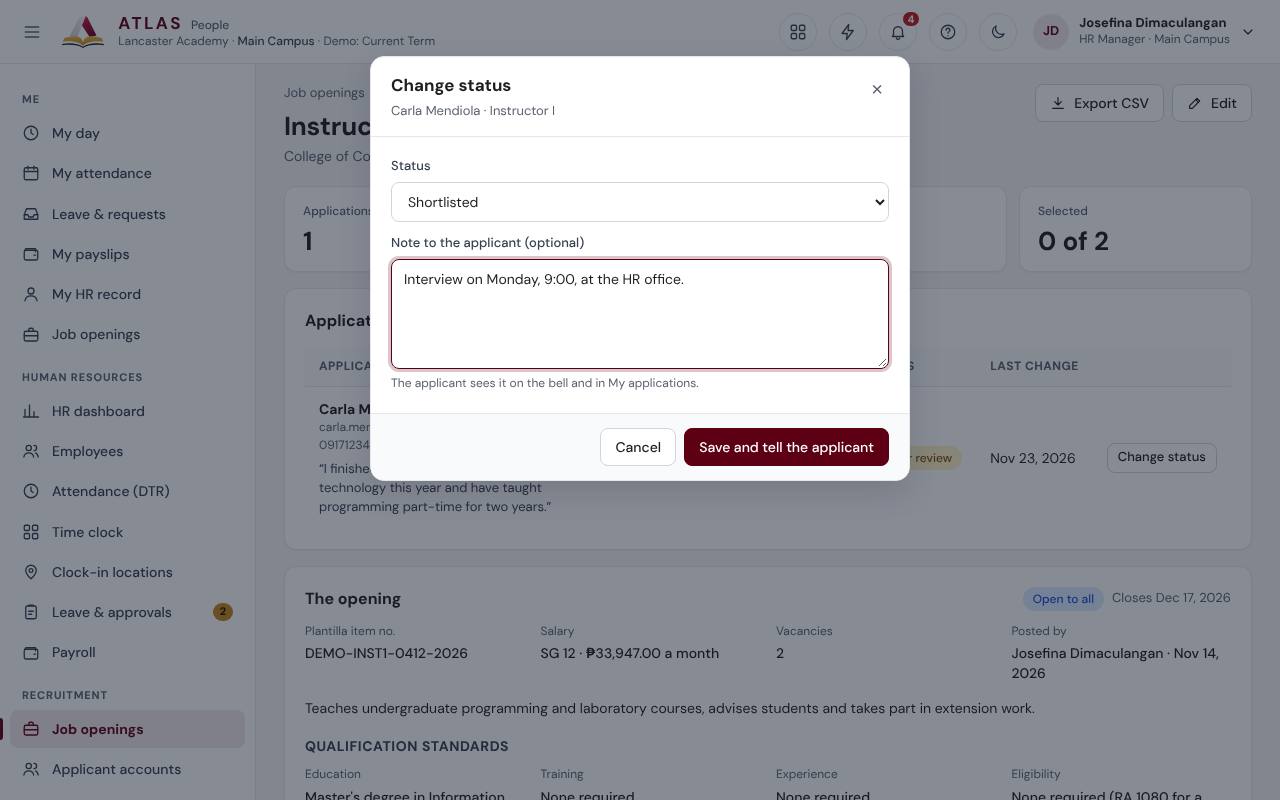 ATLAS People
Lancaster Academy · Main Campus · Demo: Current Term
4
JD
Josefina Dimaculangan
HR Manager · Main Campus
ME
My day
My attendance
Leave & requests
My payslips
My HR record
Job openings
HUMAN RESOURCES
HR dashboard
Employees
Attendance (DTR)
Time clock
Clock-in locations
Leave & approvals 2
Payroll
RECRUITMENT
Job openings
Applicant accounts
Job openings
Export CSV
Edit
College of Co
Applications
1
Selected
0 of 2
Change status
Carla Mendiola · Instructor I
×
Status
Shortlisted
Note to the applicant (optional)
Interview on Monday, 9:00, at the HR office.
The applicant sees it on the bell and in My applications.
Cancel
Save and tell the applicant
LAST CHANGE
Carla M
carla.mer
09171234
review
Nov 23, 2026
Change status
“I finishe
technology this year and have taught
programming part-time for two years.”
The opening
Open to all
Closes Dec 17, 2026
Plantilla item no.
DEMO-INST1-0412-2026
Salary
SG 12 · ₱33,947.00 a month
Vacancies
2
Posted by
Josefina Dimaculangan · Nov 14,
2026
Teaches undergraduate programming and laboratory courses, advises students and takes part in extension work.
QUALIFICATION STANDARDS
Education
Training
Experience
Eligibility
Master's degree in Information
None required
None required
None required (RA 1080 for a